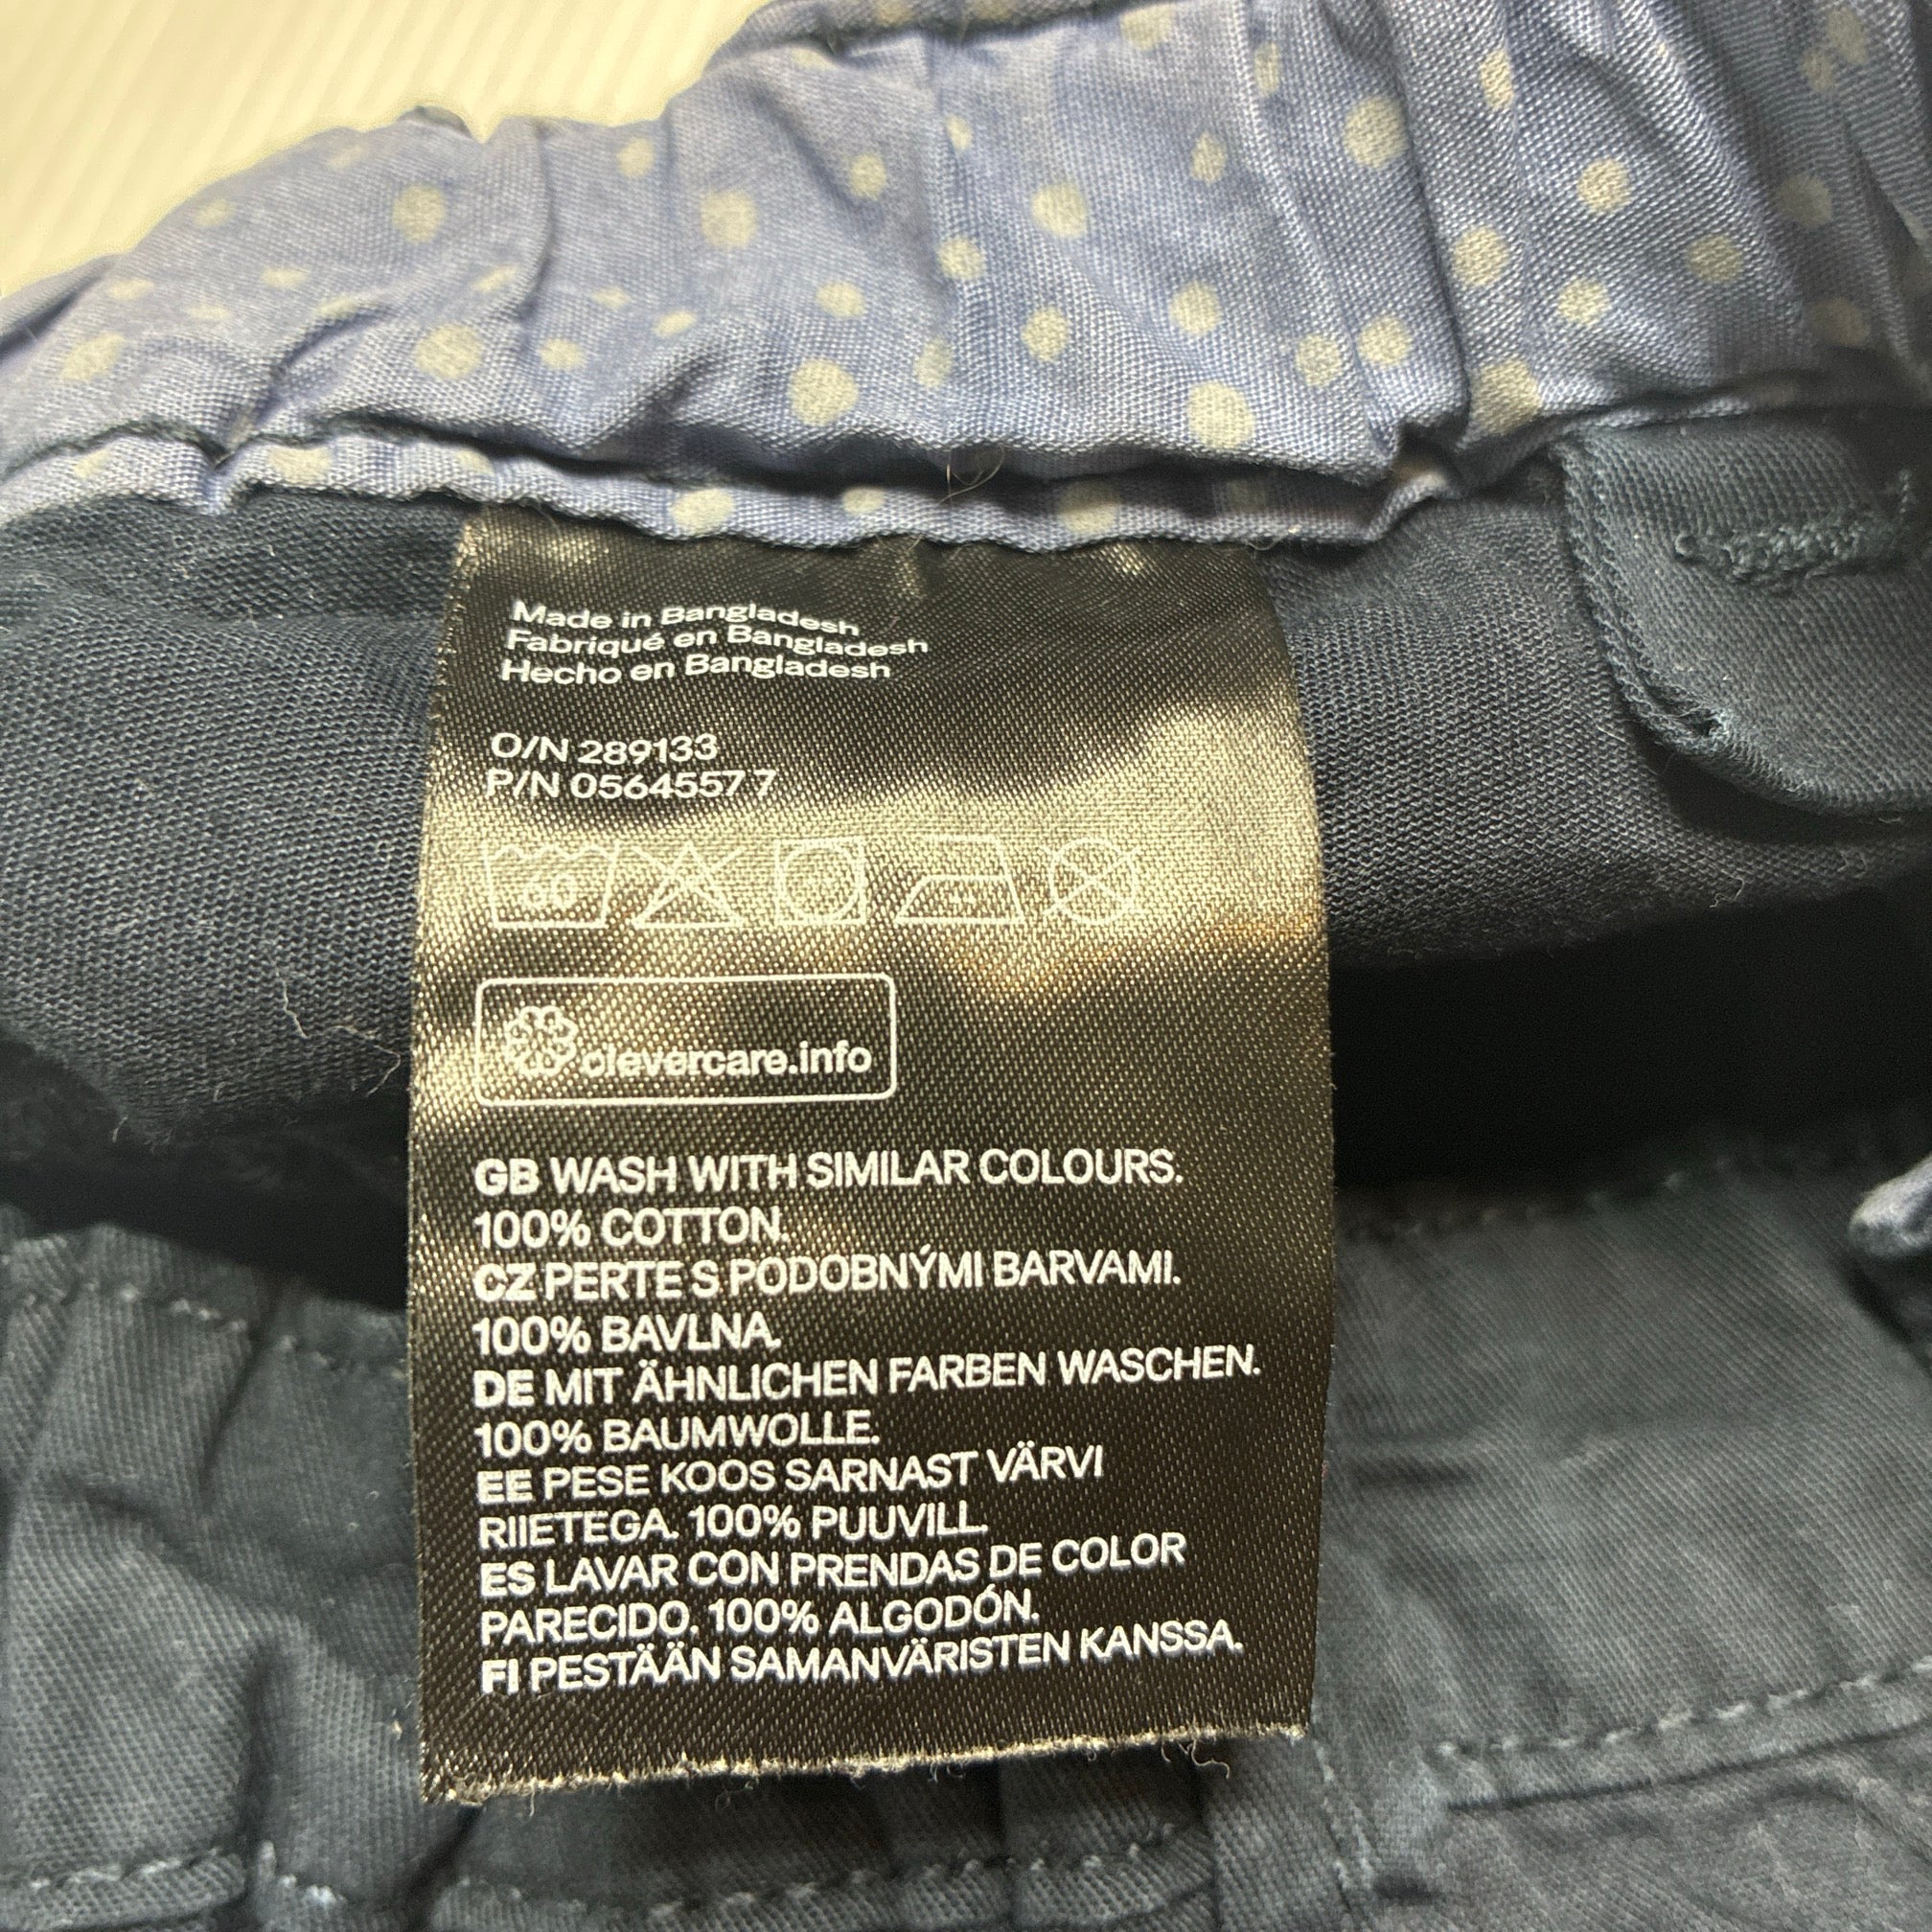 Made in Bangladesh
Fabriqué en Bangladesh
Hecho en Bangladesh
O/N 289133
P/N 05645577
60
clevercare.info
GB WASH WITH SIMILAR COLOURS.
100% COTTON.
CZ PERTE S PODOBNÝMI BARVAMI.
100% BAVLNA.
DE MIT ÄHNLICHEN FARBEN WASCHEN.
100% BAUMWOLLE.
EE PESE KOOS SARNAST VÄRVI
RIIETEGA. 100% PUUVILL.
ES LAVAR CON PRENDAS DE COLOR
PARECIDO. 100% ALGODÓN.
FI PESTÄÄN SAMANVÄRISTEN KANSSA.